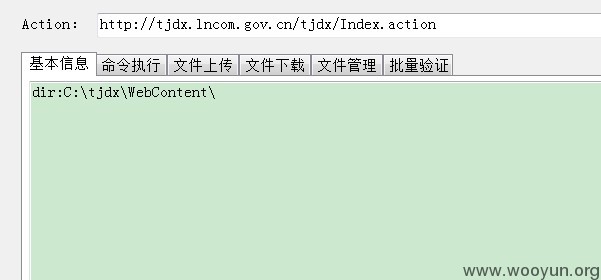 Action: http://tjdx.lncom.gov.cn/tjdx/Index.action
基本信息 命令执行 文件上传 文件下载 文件管理 批量验证
dir:C:\tjdx\WebContent\
www.wooyun.org